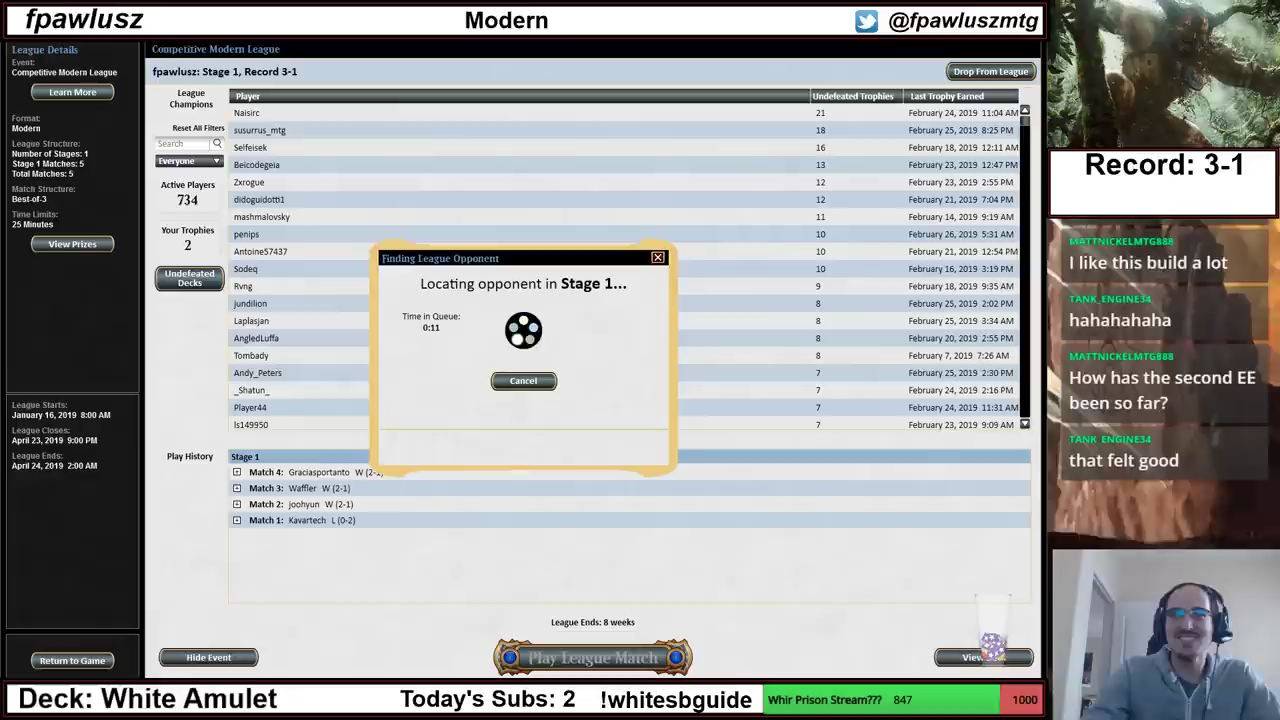 fpawlusz
Modern
@fpawluszmtg
League Details
Event:
Competitive Modern League
Learn More
Format:
Modern
League Structure:
Number of Stages: 1
Stage 1 Matches: 5
Total Matches: 5
Match Structure:
Best-of-3
Time Limits:
25 Minutes
View Prizes
League Starts:
January 16, 2019 8:00 AM
League Closes:
April 23, 2019 9:00 PM
League Ends:
April 24, 2019 2:00 AM
Return to Game
Competitive Modern League
fpawlusz: Stage 1, Record 3-1
Drop From League
League
Champions
Reset All Filters
Search
Everyone
Active Players
734
Your Trophies
2
Undefeated
Decks
Player Undefeated Trophies Last Trophy Earned
Naisirc 21 February 24, 2019 11:04 AM
susurrus_mtg 18 February 25, 2019 8:25 PM
Selfeisek 16 February 18, 2019 12:11 AM
Beicodegeia 13 February 23, 2019 12:47 PM
Zxrogue 12 February 23, 2019 2:55 PM
didoguidotti1 12 February 21, 2019 7:04 PM
mashmalovsky 11 February 14, 2019 9:19 AM
penips 10 February 26, 2019 5:31 AM
Antoine57437 10 February 21, 2019 12:54 PM
Sodeq 10 February 16, 2019 3:19 AM
Rvng 9 February 18, 2019 9:35 AM
jundilion 8 February 25, 2019 2:02 PM
Laplasjan 8 February 25, 2019 3:34 AM
AngledLuffa 8 February 20, 2019 2:55 PM
Tombady 8 February 7, 2019 7:26 AM
Andy_Peters 7 February 25, 2019 2:30 PM
_Shatun_ 7 February 24, 2019 2:16 PM
Player44 7 February 24, 2019 11:31 AM
ls149950 7 February 23, 2019 9:09 AM
Finding League Opponent
Locating opponent in Stage 1...
Time in Queue:
0:11
Cancel
Play History
Stage 1
Match 4: Graciasportanto W (2-1)
Match 3: Waffler W (2-1)
Match 2: joohyun W (2-1)
Match 1: Kavartech L (0-2)
League Ends: 8 weeks
Hide Event
Play League Match
View
Record: 3-1
MATTNICKELMTG888
I like this build a lot
TANK_ENGINE34
hahahahaha
MATTNICKELMTG888
How has the second EE
been so far?
TANK_ENGINE34
that felt good
Deck: White Amulet
Today's Subs: 2
!whitesbguide
Whir Prison Stream??? 847
1000